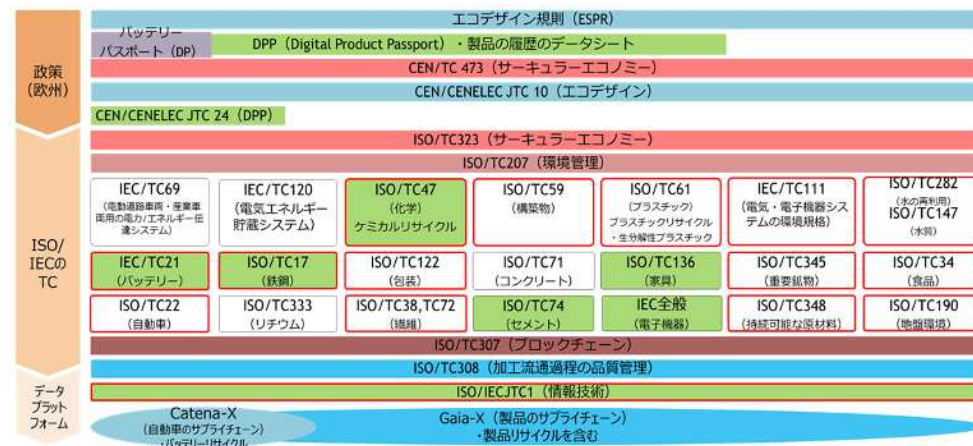 エコデザイン規則（ESPR）
バッテリー
パスポート（DP）
DPP（Digital Product Passport）・製品の履歴のデータシート
政策
（欧州）
CEN/TC 473（サーキュラーエコノミー）
CEN/CENELEC JTC 10（エコデザイン）
CEN/CENELEC JTC 24（DPP）
ISO/TC323（サーキュラーエコノミー）
ISO/TC207（環境管理）
ISO/
IECの
TC
IEC/TC69
（電動道路車両・産業車
両用の電力/エネルギー伝
達システム）
IEC/TC120
（電気エネルギー
貯蔵システム）
ISO/TC47
（化学）
ケミカルリサイクル
ISO/TC59
（構築物）
ISO/TC61
（プラスチック）
プラスチックリサイクル
・生分解性プラスチック
IEC/TC111
（電気・電子機器シス
テムの環境規格）
ISO/TC282
（水の再利用）
ISO/TC147
（水質）
IEC/TC21
（バッテリー）
ISO/TC17
（鉄鋼）
ISO/TC122
（包装）
ISO/TC71
（コンクリート）
ISO/TC136
（家具）
ISO/TC345
（重要鉱物）
ISO/TC34
（食品）
ISO/TC22
（自動車）
ISO/TC333
（リチウム）
ISO/TC38,TC72
（繊維）
ISO/TC74
（セメント）
IEC全般
（電子機器）
ISO/TC348
（持続可能な原材料）
ISO/TC190
（地盤環境）
ISO/TC307（ブロックチェーン）
ISO/TC308（加工流通過程の品質管理）
データ
プラット
フォーム
ISO/IECJTC1（情報技術）
Catena-X
（自動車のサプライチェーン）
・バッテリーリサイクル
Gaia-X（製品のサプライチェーン）
・製品リサイクルを含む